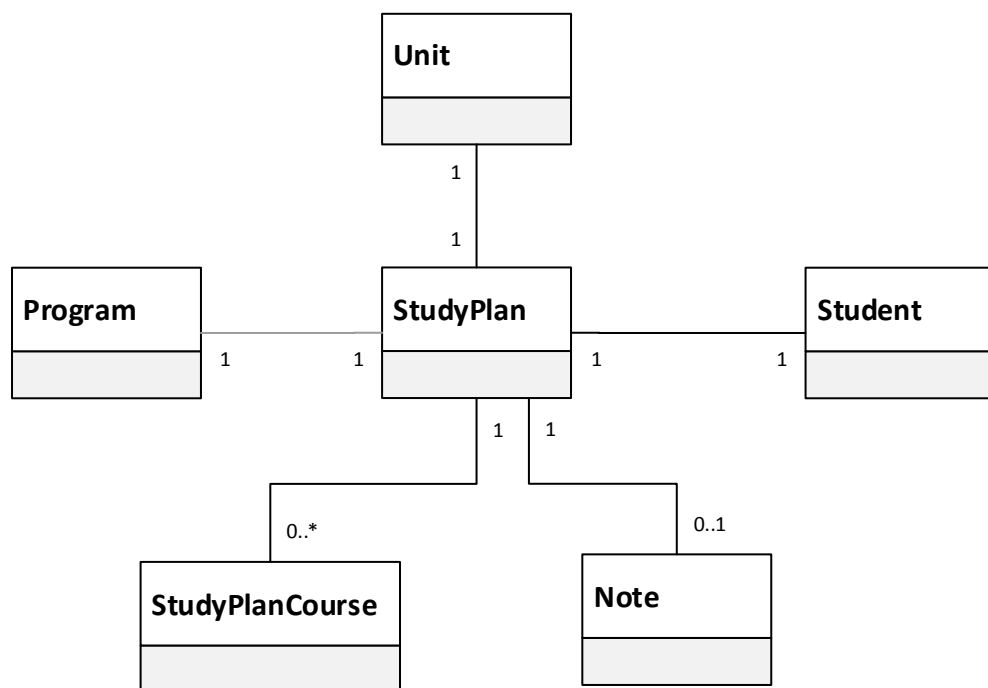 Unit
1
1
Program
StudyPlan
Student
1
1
1
1
1
1
0..*
0..1
StudyPlanCourse
Note